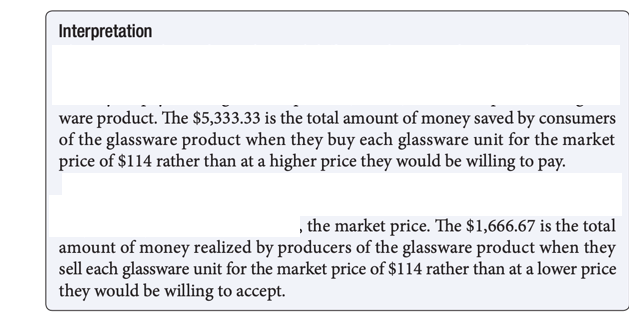 Interpretation
ware product. The $5,333.33 is the total amount of money saved by consumers
of the glassware product when they buy each glassware unit for the market
price of $114 rather than at a higher price they would be willing to pay.
, the market price. The $1,666.67 is the total
amount of money realized by producers of the glassware product when they
sell each glassware unit for the market price of $114 rather than at a lower price
they would be willing to accept.